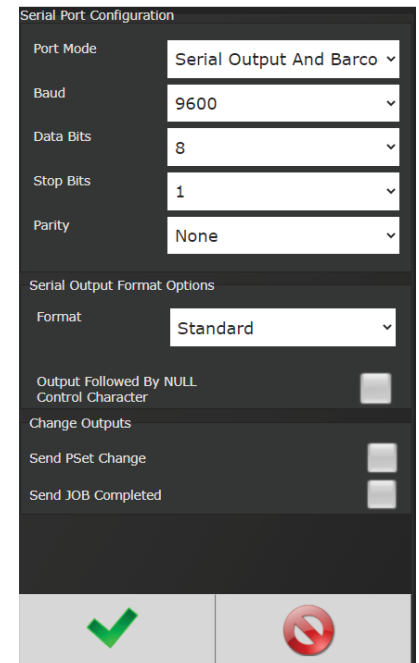 Serial Port Configuration
Port Mode
Serial Output And Barco
Baud
9600
Data Bits
8
Stop Bits
1
Parity
None
Serial Output Format Options
Format
Standard
Output Followed By NULL
Control Character
Change Outputs
Send PSet Change
Send JOB Completed